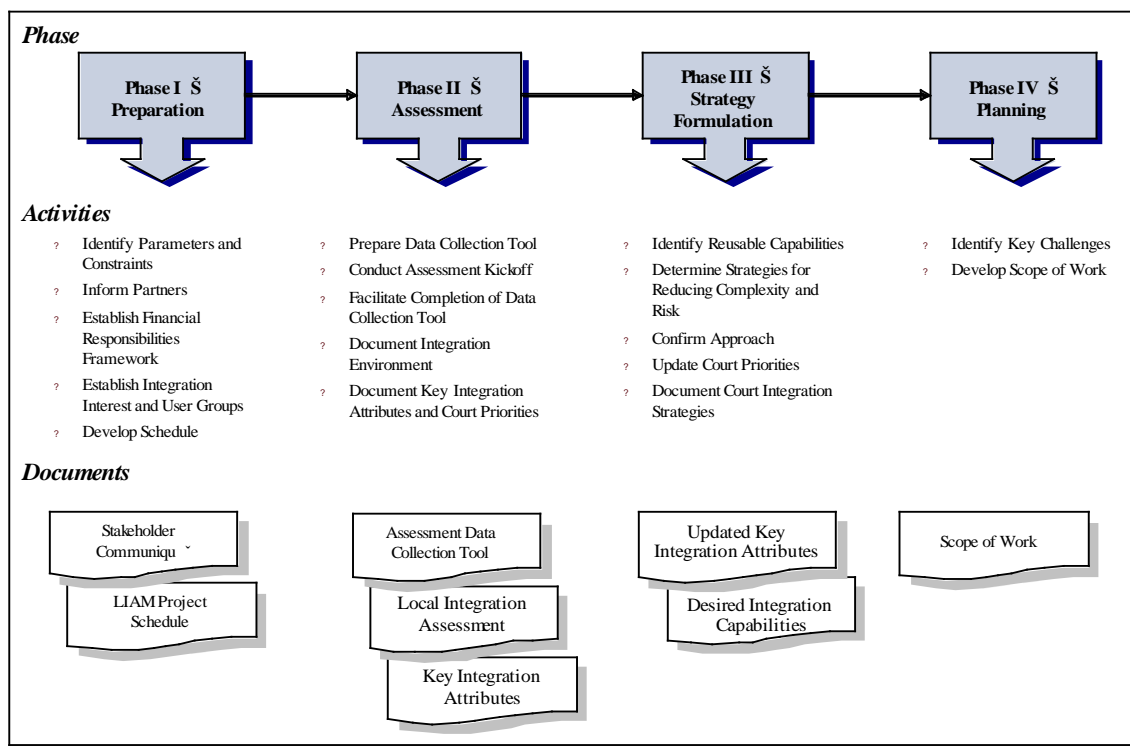 Phase
Phase I Š
Preparation
Phase II Š
Assessment
Phase III Š
Strategy
Formulation
Phase IV Š
Planning
Activities
? Identify Parameters and
Constraints
? Inform Partners
? Establish Financial
Responsibilities
Framework
? Establish Integration
Interest and User Groups
? Develop Schedule
? Prepare Data Collection Tool
? Conduct Assessment Kickoff
? Facilitate Completion of Data
Collection Tool
? Document Integration
Environment
? Document Key Integration
Attributes and Court Priorities
? Identify Reusable Capabilities
? Determine Strategies for
Reducing Complexity and
Risk
? Confirm Approach
? Update Court Priorities
? Document Court Integration
Strategies
? Identify Key Challenges
? Develop Scope of Work
Documents
Stakeholder
Communiqu ˇ
LIAM Project
Schedule
Assessment Data
Collection Tool
Local Integration
Assessment
Key Integration
Attributes
Updated Key
Integration Attributes
Desired Integration
Capabilities
Scope of Work